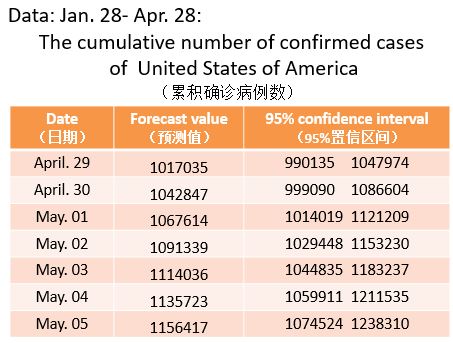 Data: Jan. 28- Apr. 28:
The cumulative number of confirmed cases
of United States of America
（累积确诊病例数）
Date Forecast value 95% confidence interval
（日期） （预测值） （95%置信区间）
April. 29 1017035 990135 1047974
April. 30 1042847 999090 1086604
May. 01 1067614 1014019 1121209
May. 02 1091339 1029448 1153230
May. 03 1114036 1044835 1183237
May. 04 1135723 1059911 1211535
May. 05 1156417 1074524 1238310